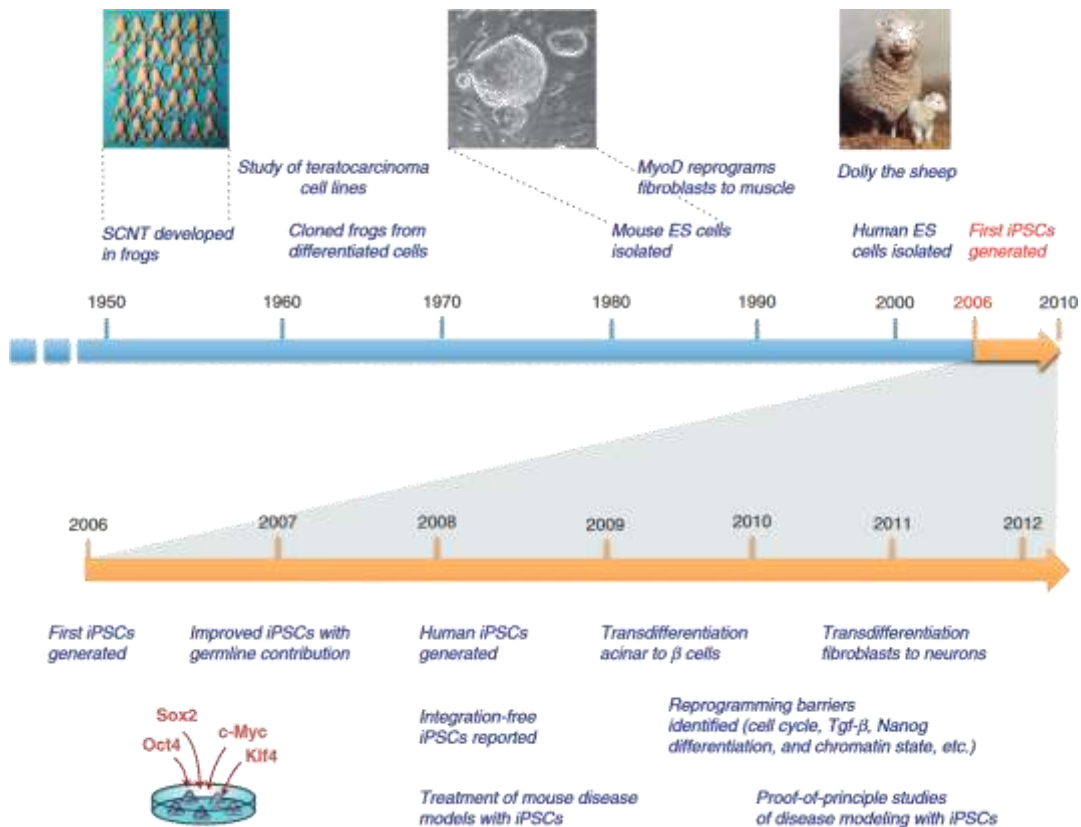 Study of teratocarcinoma
cell lines
MyoD reprograms
fibroblasts to muscle
Dolly the sheep
SCNT developed
in frogs
Cloned frogs from
differentiated cells
Mouse ES cells
isolated
Human ES
cells isolated
First iPSCs
generated
1950
1960
1970
1980
1990
2000
2006
2010
2006
2007
2008
2009
2010
2011
2012
First iPSCs
generated
Improved iPSCs with
germline contribution
Human iPSCs
generated
Transdifferentiation
acinar to β cells
Transdifferentiation
fibroblasts to neurons
Sox2
c-Myc
Oct4
Klf4
Integration-free
iPSCs reported
Reprogramming barriers
identified (cell cycle, Tgf-β, Nanog
differentiation, and chromatin state, etc.)
Treatment of mouse disease
models with iPSCs
Proof-of-principle studies
of disease modeling with iPSCs